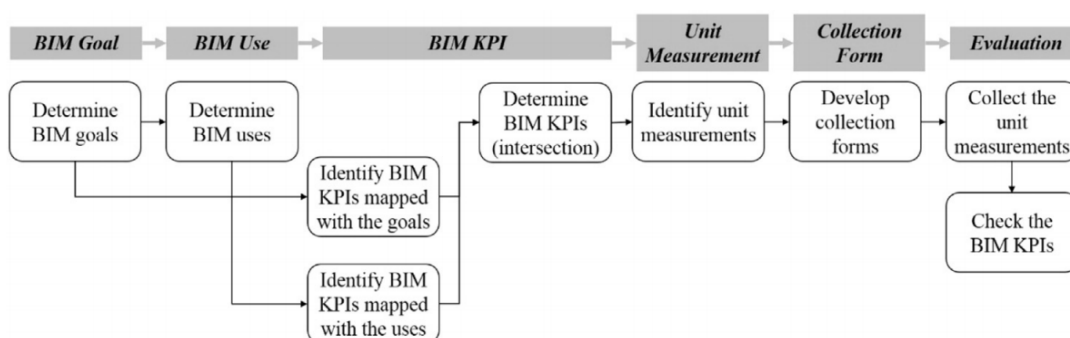 BIM Goal
BIM Use
BIM KPI
Unit
Measurement
Collection
Form
Evaluation
Determine
BIM goals
Determine
BIM uses
Identify BIM
KPIs mapped
with the goals
Identify BIM
KPIs mapped
with the uses
Determine
BIM KPIs
(intersection)
Identify unit
measurements
Develop
collection
forms
Collect the
unit
measurements
Check the
BIM KPIs